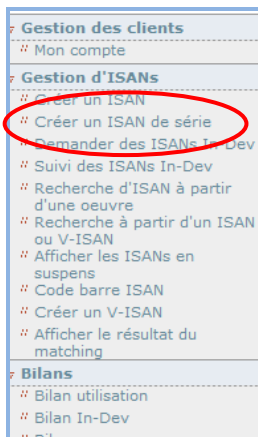 Gestion des clients
Mon compte
Gestion d'ISANs
Créer un ISAN
Créer un ISAN de série
Demander des ISANs In-Dev
Suivi des ISANs In-Dev
Recherche d'ISAN à partir
d'une oeuvre
Recherche à partir d'un ISAN
ou V-ISAN
Afficher les ISANs en
suspens
Code barre ISAN
Créer un V-ISAN
Afficher le résultat du
matching
Bilans
Bilan utilisation
Bilan In-Dev